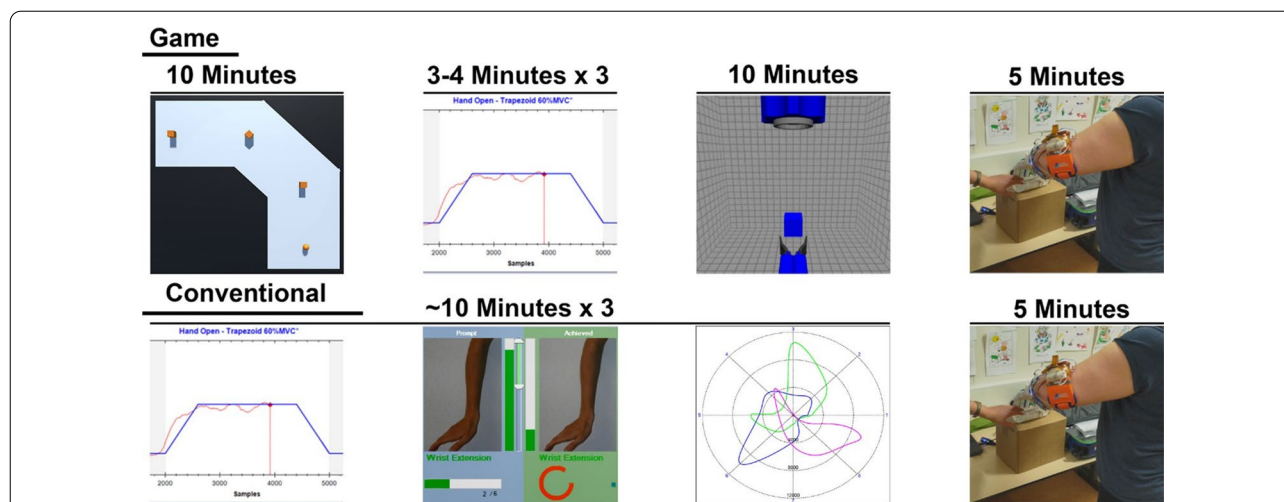 Game
10 Minutes
3-4 Minutes x 3
10 Minutes
5 Minutes
Hand Open - Trapezoid 60%MVC"
2000 3000 4000 5000
Samples
Conventional
~10 Minutes x 3
5 Minutes
Hand Open - Trapezoid 60%MVC"
2000 3000 4000 5000
Samples
Prompt
Achieved
Wrist Extension
Wrist Extension
2 / 6
8000
12000